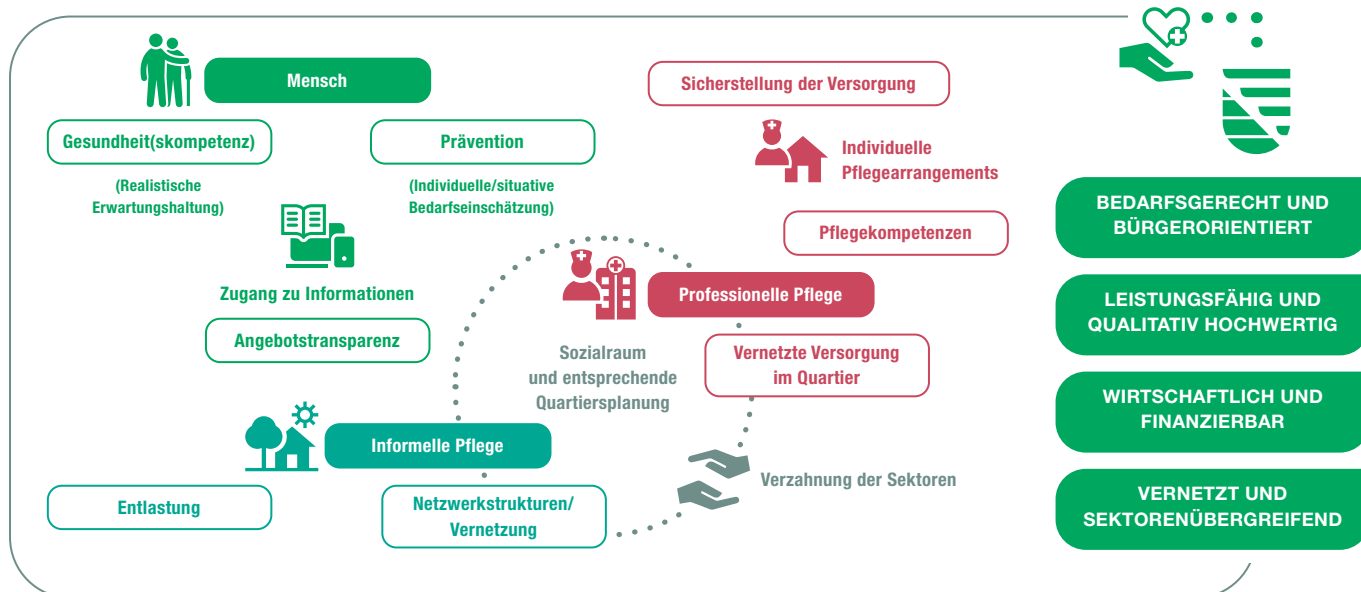 Mensch
Gesundheit(skompetenz)
(Realistische
Erwartungshaltung)
Prävention
(Individuelle/situative
Bedarfseinschätzung)
Zugang zu Informationen
Angebotstransparenz
Sicherstellung der Versorgung
Individuelle
Pflegearrangements
Pflegekompetenzen
Professionelle Pflege
Vernetzte Versorgung
im Quartier
Sozialraum
und entsprechende
Quartiersplanung
Informelle Pflege
Entlastung
Netzwerkstrukturen/
Vernetzung
Verzahnung der Sektoren
BEDARFSGERECHT UND
BÜRGERORIENTIERT
LEISTUNGSFÄHIG UND
QUALITATIV HOCHWERTIG
WIRTSCHAFTLICH UND
FINANZIERBAR
VERNETZT UND
SEKTORENÜBERGREIFEND